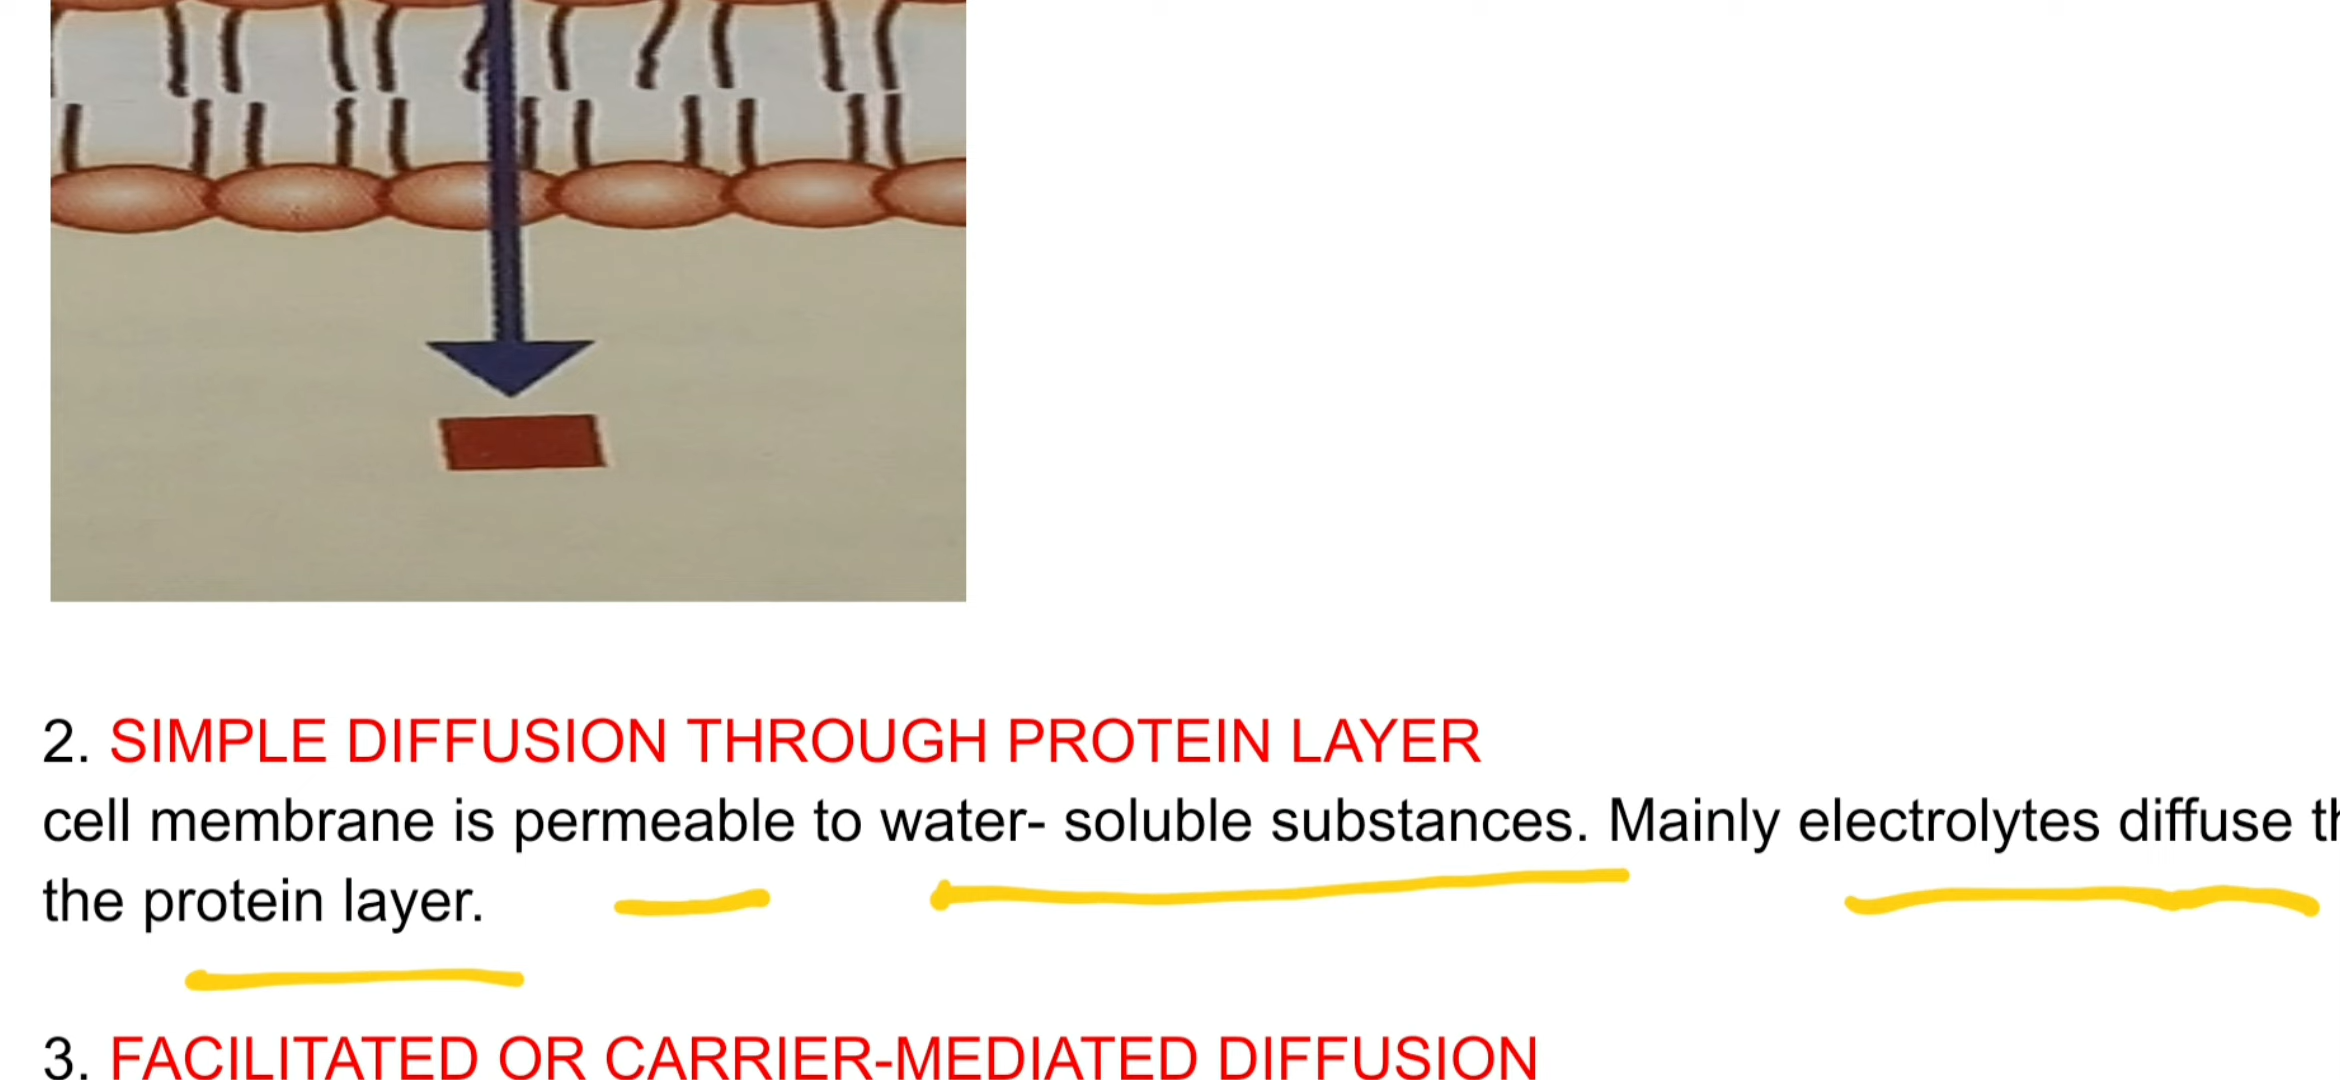 2. SIMPLE DIFFUSION THROUGH PROTEIN LAYER
cell membrane is permeable to water- soluble substances. Mainly electrolytes diffuse
the protein layer.
3. FACILITATED OR CARRIER-MEDIATED DIFFUSION